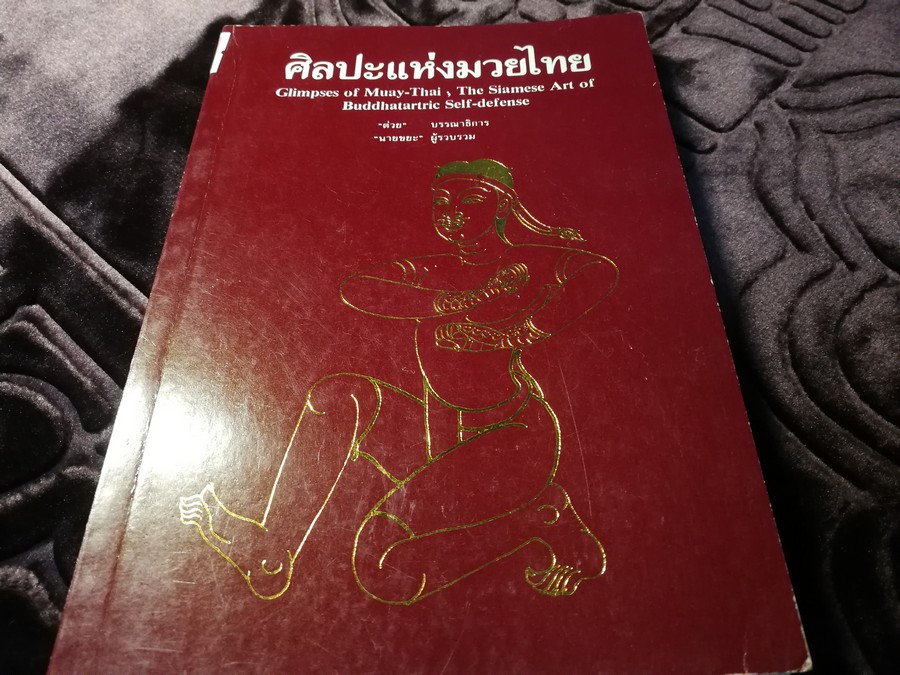 ศิลปะแห่งมวยไทย
Glimpses of Muay-Thai , The Siamese Art of
Buddhatartric Self-defense
"ต่วย" บรรณาธิการ
"พายขยะ" ผู้รวบรวม